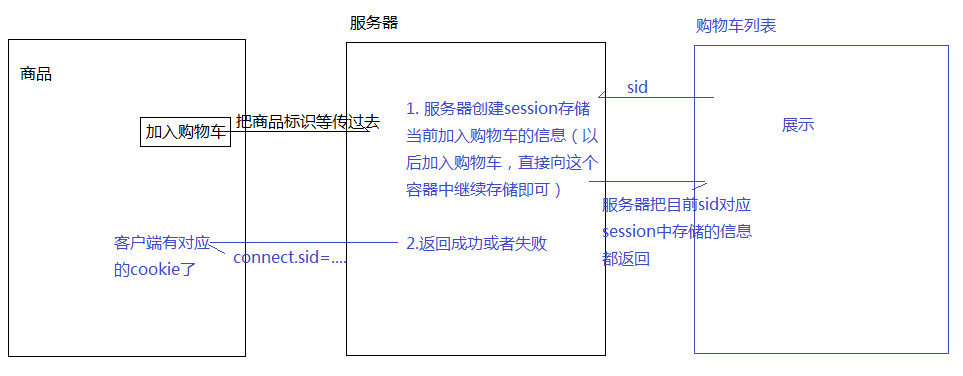 商品
加入购物车
把商品标识等传过去
客户端有对应
的cookie了
connect.sid=....
服务器
1. 服务器创建session存储
当前加入购物车的信息（以
后加入购物车，直接向这个
容器中继续存储即可）
2.返回成功或者失败
购物车列表
sid
展示
服务器把目前sid对应
session中存储的信息
都返回